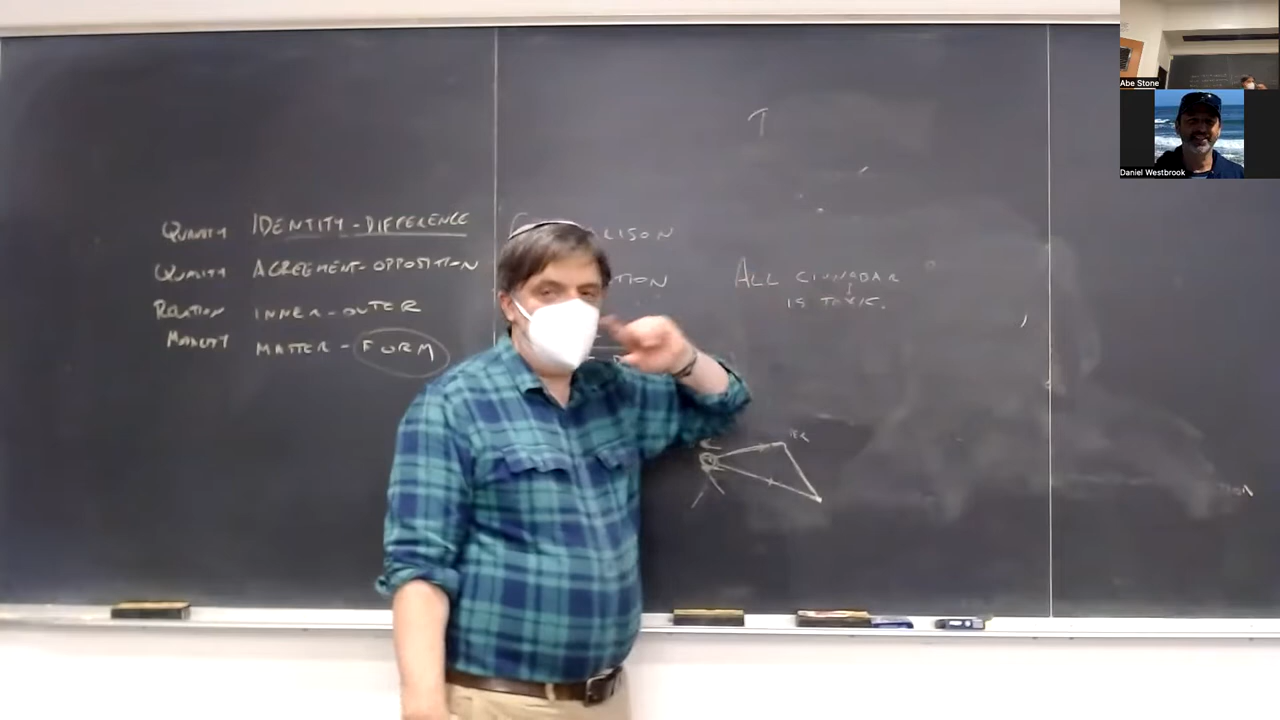 Abe Stone
Daniel Westbrook
QUANTITY IDENTITY-DIFFERENCE
QUALITY AGREEMENT-OPPOSITION
RELATION INNER-OUTER
MODALITY MATTER-FORM
ALL CINNABAR
IS TOXIC.